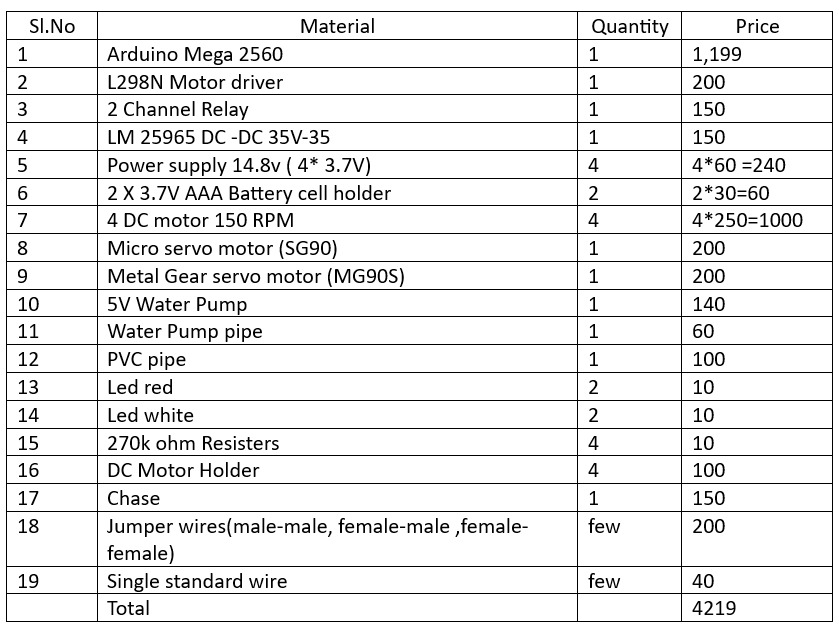 Sl.No Material Quantity Price
1 Arduino Mega 2560 1 1,199
2 L298N Motor driver 1 200
3 2 Channel Relay 1 150
4 LM 25965 DC -DC 35V-35 1 150
5 Power supply 14.8v ( 4* 3.7V) 4 4*60 =240
6 2 X 3.7V AAA Battery cell holder 2 2*30=60
7 4 DC motor 150 RPM 4 4*250=1000
8 Micro servo motor (SG90) 1 200
9 Metal Gear servo motor (MG90S) 1 200
10 5V Water Pump 1 140
11 Water Pump pipe 1 60
12 PVC pipe 1 100
13 Led red 2 10
14 Led white 2 10
15 270k ohm Resisters 4 10
16 DC Motor Holder 4 100
17 Chase 1 150
18 Jumper wires(male-male, female-male ,female- few 200
female)
19 Single standard wire few 40
Total 4219